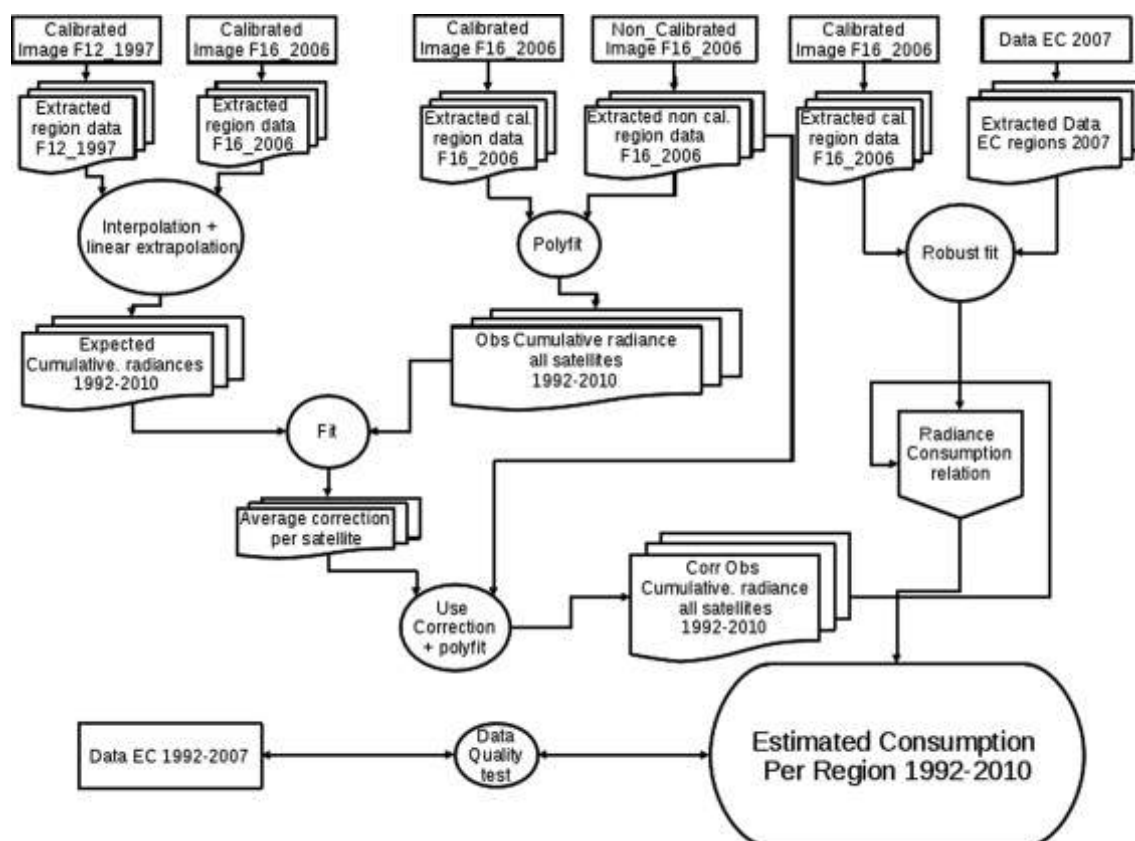 Calibrated
Image F12_1997
Calibrated
Image F16_2006
Calibrated
Image F16_2006
Non_Calibrated
Image F16_2006
Calibrated
Image F16_2006
Data EC 2007
Extracted
region data
F12_1997
Extracted
region data
F16_2006
Extracted cal.
region data
F16_2006
Extracted non cal.
region data
F16_2006
Extracted cal.
region data
F16_2006
Extracted Data
EC regions 2007
Interpolation +
linear extrapolation
Polyfit
Robust fit
Expected
Cumulative. radiances
1992-2010
Obs Cumulative radiance
all satellites
1992-2010
Fit
Radiance
Consumption
relation
Average correction
per satellite
Use
Correction
+ polyfit
Corr Obs
Cumulative. radiance
all satellites
1992-2010
Data EC 1992-2007
Data
Quality
test
Estimated Consumption
Per Region 1992-2010